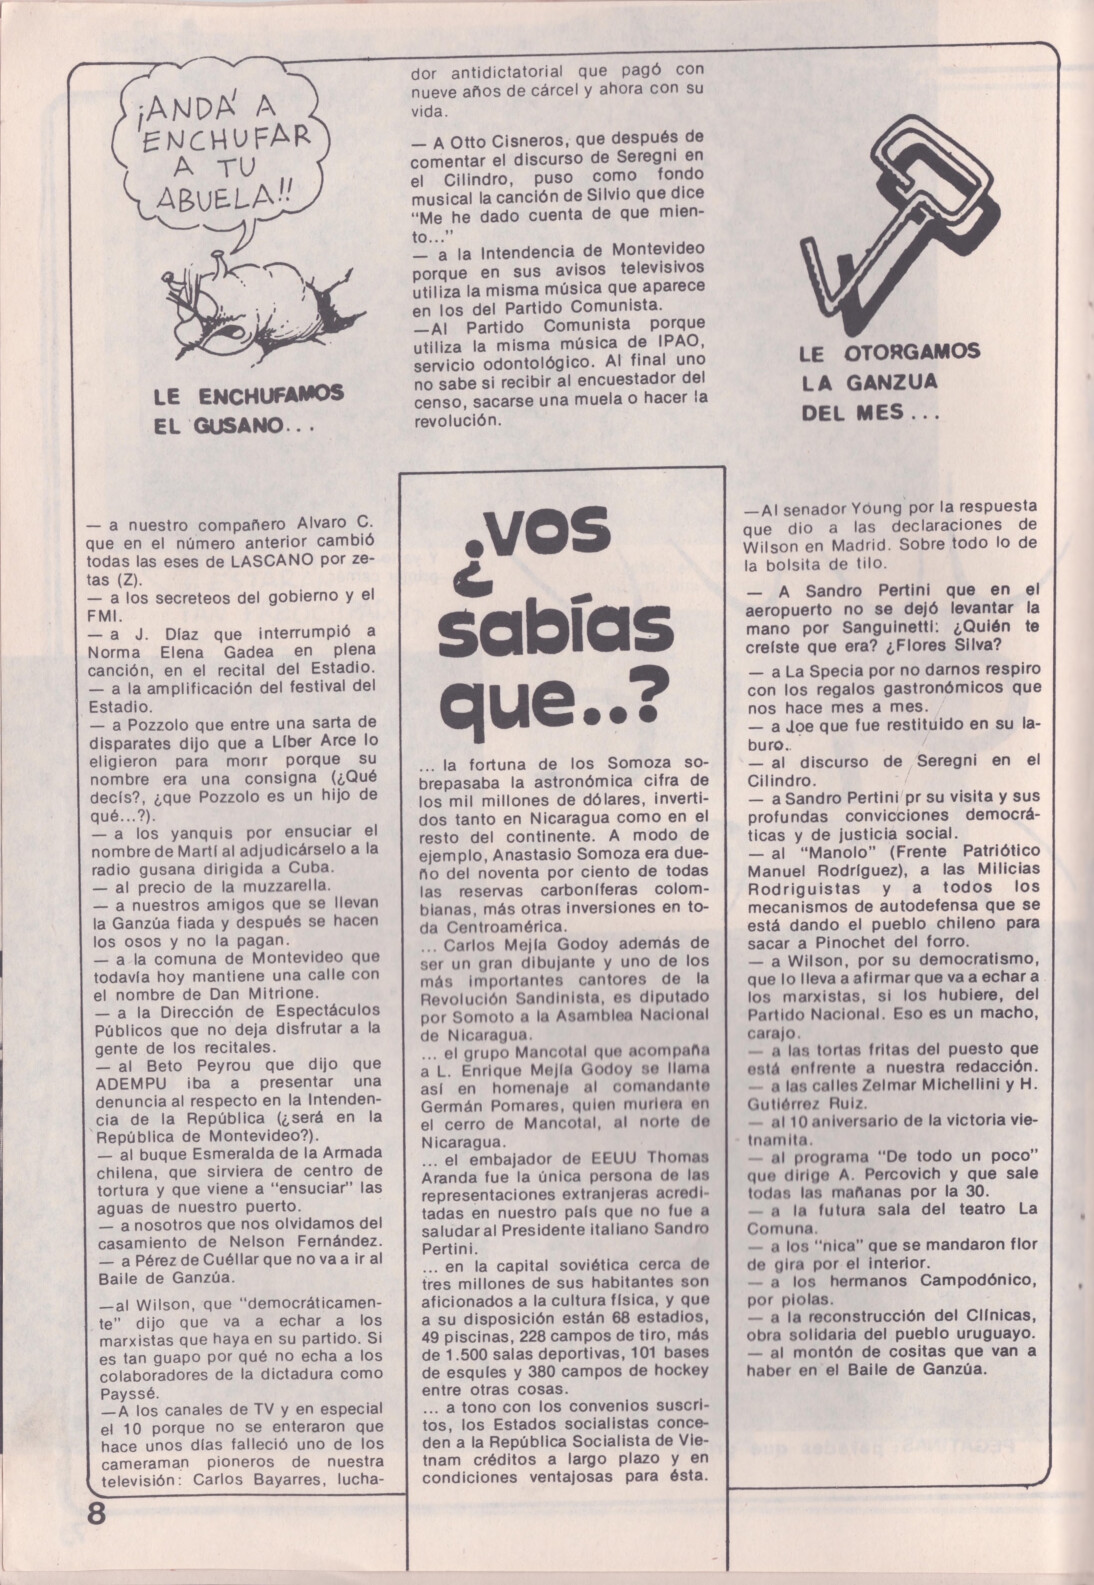 ¡ANDÁ A
ENCHUFAR
A TU
ABUELA!!
LE ENCHUFAMOS
EL GUSANO...
— a nuestro compañero Alvaro C.
que en el número anterior cambió
todas las eses de LASCANO por ze-
tas (Z).
— a los secreteos del gobierno y el
FMI.
— a J. Díaz que interrumpió a
Norma Elena Gadea en plena
canción, en el recital del Estadio.
— a la amplificación del festival del
Estadio.
— a Pozzolo que entre una sarta de
disparates dijo que a Líber Arce lo
eligieron para morir porque su
nombre era una consigna (¿Qué
decís?, ¿que Pozzolo es un hijo de
qué...?).
— a los yanquis por ensuciar el
nombre de Martí al adjudicárselo a la
radio gusana dirigida a Cuba.
— al precio de la muzzarella.
— a nuestros amigos que se llevan
la Ganzúa fiada y después se hacen
los osos y no la pagan.
— a la comuna de Montevideo que
todavía hoy mantiene una calle con
el nombre de Dan Mitrione.
— a la Dirección de Espectáculos
Públicos que no deja disfrutar a la
gente de los recitales.
— al Beto Peyrou que dijo que
ADEMPU iba a presentar una
denuncia al respecto en la Intenden-
cia de la República (¿será en la
República de Montevideo?).
— al buque Esmeralda de la Armada
chilena, que sirviera de centro de
tortura y que viene a "ensuciar" las
aguas de nuestro puerto.
— a nosotros que nos olvidamos del
casamiento de Nelson Fernández.
— a Pérez de Cuéllar que no va a ir al
Baile de Ganzúa.
—al Wilson, que "democráticamen-
te" dijo que va a echar a los
marxistas que haya en su partido. Si
es tan guapo por qué no echa a los
colaboradores de la dictadura como
Payssé.
—A los canales de TV y en especial
el 10 porque no se enteraron que
hace unos días falleció uno de los
cameraman pioneros de nuestra
televisión: Carlos Bayarres, lucha-
dor antidictatorial que pagó con
nueve años de cárcel y ahora con su
vida.
— A Otto Cisneros, que después de
comentar el discurso de Seregni en
el Cilindro, puso como fondo
musical la canción de Silvio que dice
"Me he dado cuenta de que mien-
to..."
— a la Intendencia de Montevideo
porque en sus avisos televisivos
utiliza la misma música que aparece
en los del Partido Comunista.
—Al Partido Comunista porque
utiliza la misma música de IPAO,
servicio odontológico. Al final uno
no sabe si recibir al encuestador del
censo, sacarse una muela o hacer la
revolución.
¿vos
sabías
que..?
... la fortuna de los Somoza so-
brepasaba la astronómica cifra de
los mil millones de dólares, inverti-
dos tanto en Nicaragua como en el
resto del continente. A modo de
ejemplo, Anastasio Somoza era due-
ño del noventa por ciento de todas
las reservas carboníferas colom-
bianas, más otras inversiones en to-
da Centroamérica.
... Carlos Mejía Godoy además de
ser un gran dibujante y uno de los
más importantes cantores de la
Revolución Sandinista, es diputado
por Somoto a la Asamblea Nacional
de Nicaragua.
... el grupo Mancotal que acompaña
a L. Enrique Mejía Godoy se llama
así en homenaje al comandante
Germán Pomares, quien muriera en
el cerro de Mancotal, al norte de
Nicaragua.
... el embajador de EEUU Thomas
Aranda fue la única persona de las
representaciones extranjeras acredi-
tadas en nuestro país que no fue a
saludar al Presidente italiano Sandro
Pertini.
... en la capital soviética cerca de
tres millones de sus habitantes son
aficionados a la cultura física, y que
a su disposición están 68 estadios,
49 piscinas, 228 campos de tiro, más
de 1.500 salas deportivas, 101 bases
de esquíes y 380 campos de hockey
entre otras cosas.
... a tono con los convenios suscri-
tos, los Estados socialistas conce-
den a la República Socialista de Vie-
tnam créditos a largo plazo y en
condiciones ventajosas para ésta.
LE OTORGAMOS
LA GANZUA
DEL MES...
—Al senador Young por la respuesta
que dio a las declaraciones de
Wilson en Madrid. Sobre todo lo de
la bolsita de tilo.
— A Sandro Pertini que en el
aeropuerto no se dejó levantar la
mano por Sanguinetti: ¿Quién te
creíste que era? ¿Flores Silva?
— a La Specia por no darnos respiro
con los regalos gastronómicos que
nos hace mes a mes.
— a Joe que fue restituido en su la-
buro.
— al discurso de Seregni en el
Cilindro.
— a Sandro Pertini pr su visita y sus
profundas convicciones democrá-
ticas y de justicia social.
— al "Manolo" (Frente Patriótico
Manuel Rodríguez), a las Milicias
Rodriguistas y a todos los
mecanismos de autodefensa que se
está dando el pueblo chileno para
sacar a Pinochet del forro.
— a Wilson, por su democratismo,
que lo lleva a afirmar que va a echar a
los marxistas, si los hubiere, del
Partido Nacional. Eso es un macho,
carajo.
— a las tortas fritas del puesto que
está enfrente a nuestra redacción.
— a las calles Zelmar Michellini y H.
Gutiérrez Ruiz.
— al 10 aniversario de la victoria vie-
tnamita.
— al programa "De todo un poco"
que dirige A. Percovich y que sale
todas las mañanas por la 30.
— a la futura sala del teatro La
Comuna.
— a los "nica" que se mandaron flor
de gira por el interior.
— a los hermanos Campodónico,
por piolas.
— a la reconstrucción del Clínicas,
obra solidaria del pueblo uruguayo.
— al montón de cositas que van a
haber en el Baile de Ganzúa.
8